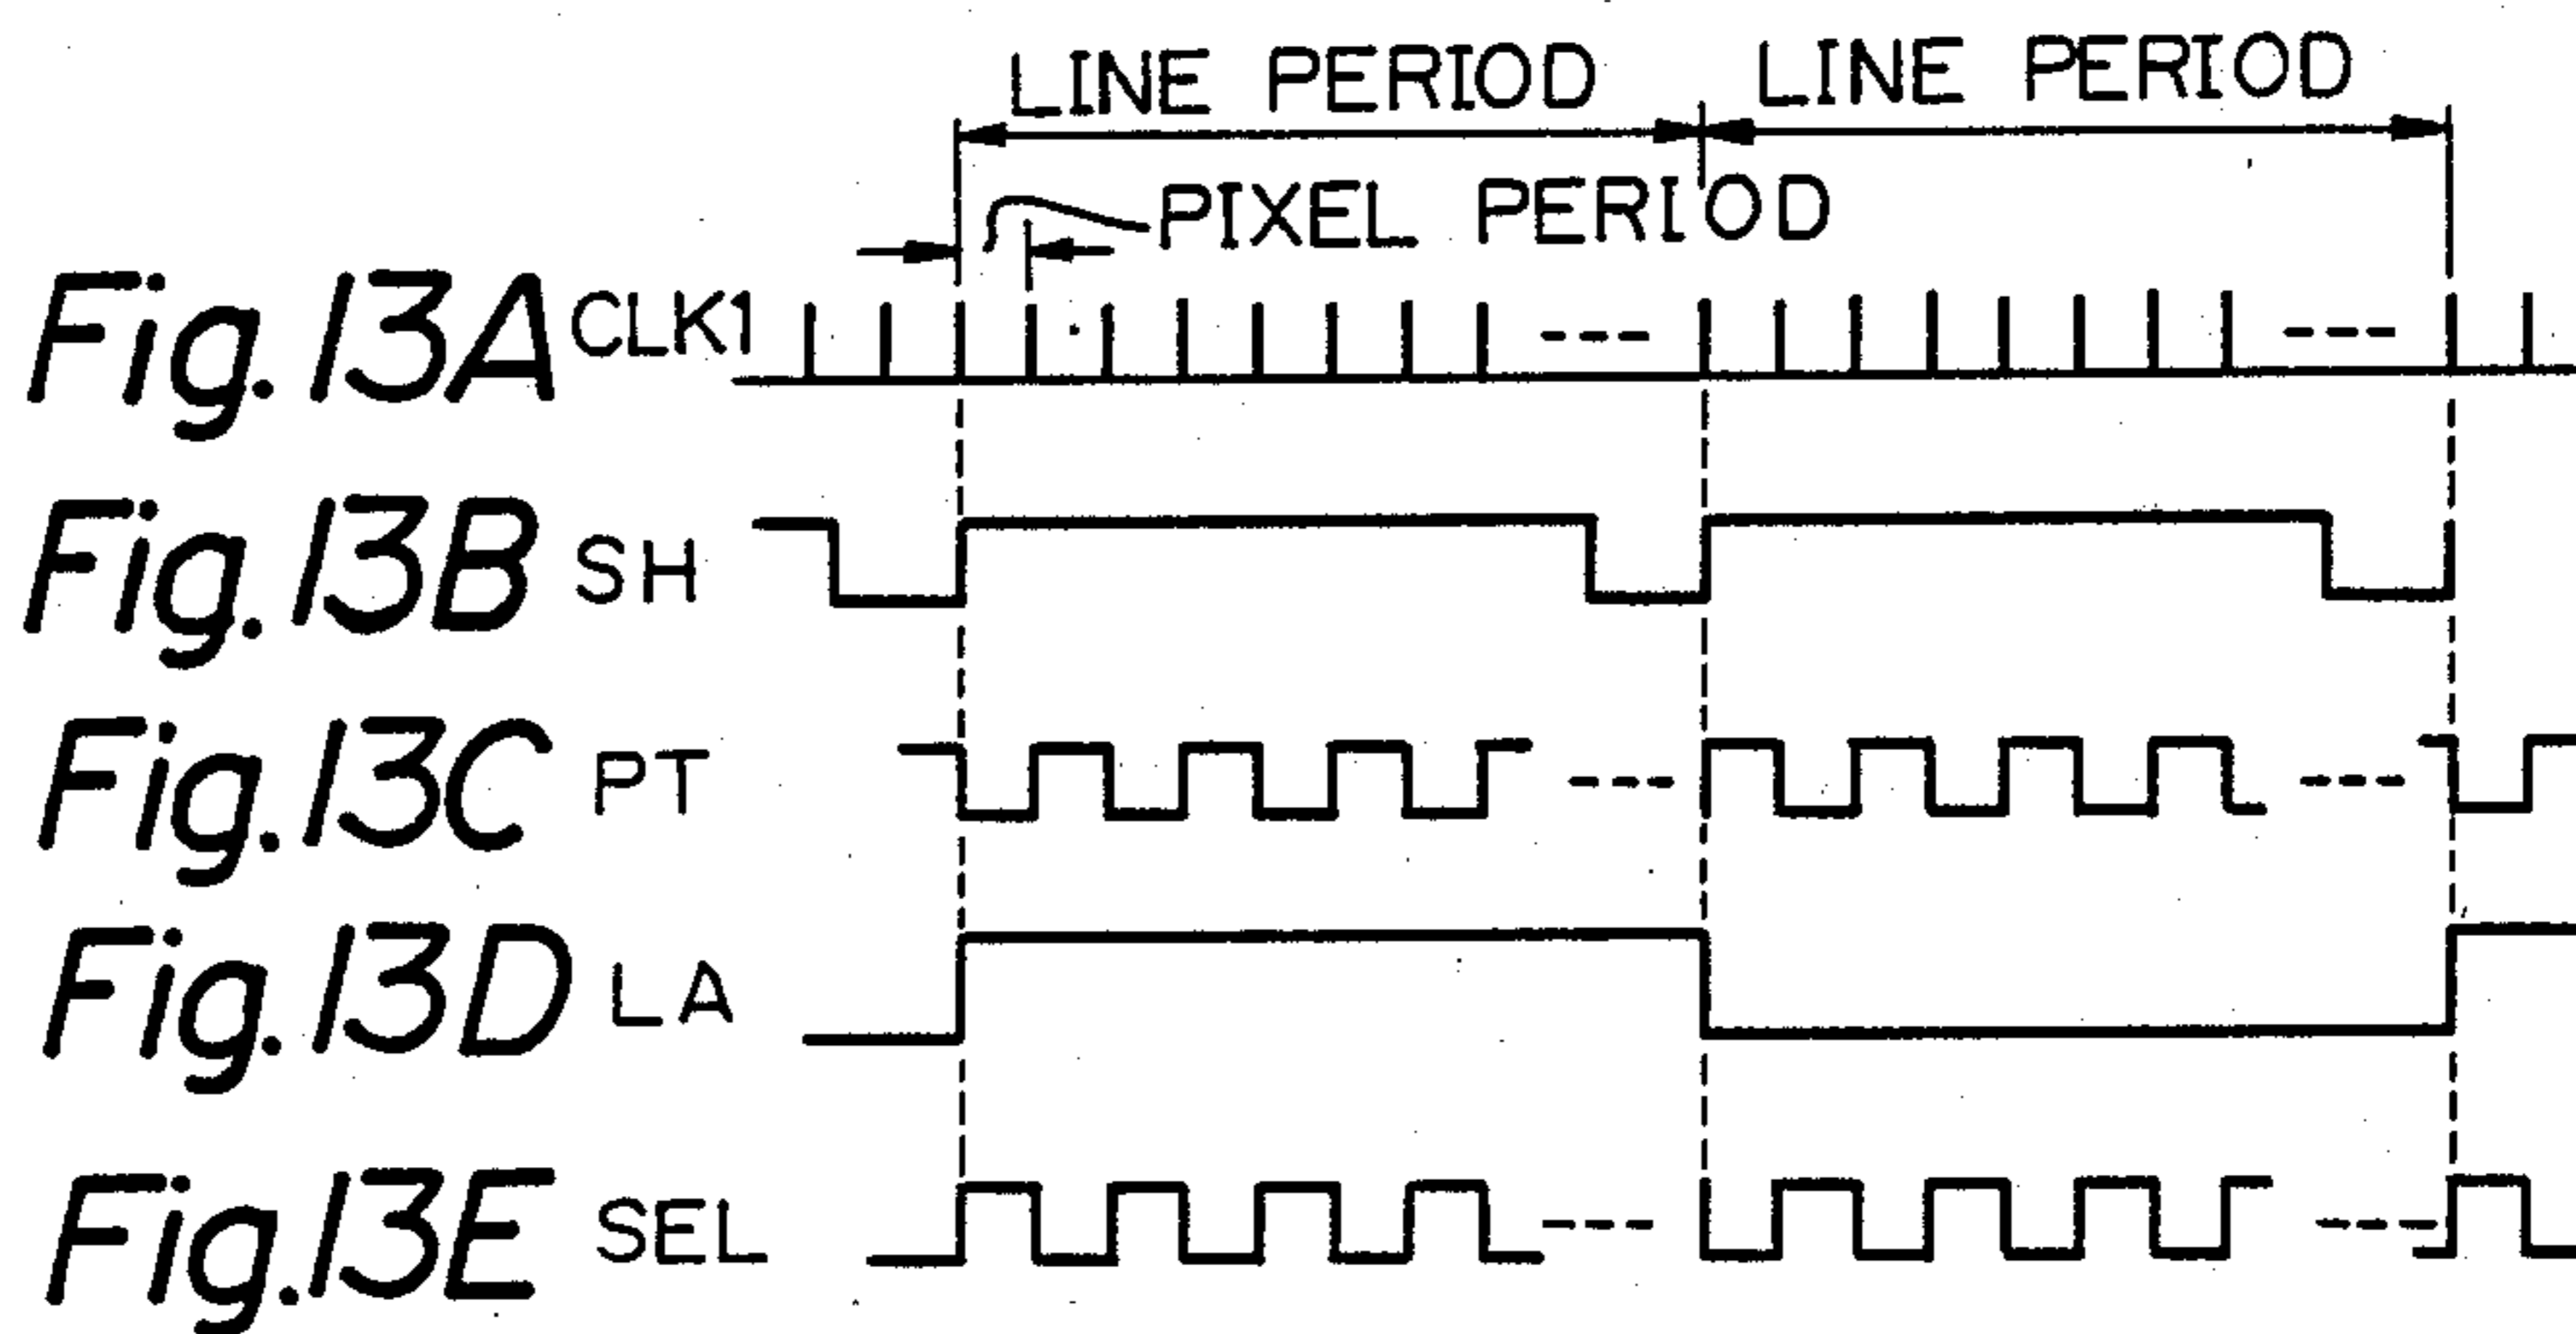 LINE PERIOD LINE PERIOD
PIXEL PERIOD
Fig. 13A CLK1
Fig. 13B SH
Fig. 13C PT
Fig. 13D LA
Fig. 13E SEL